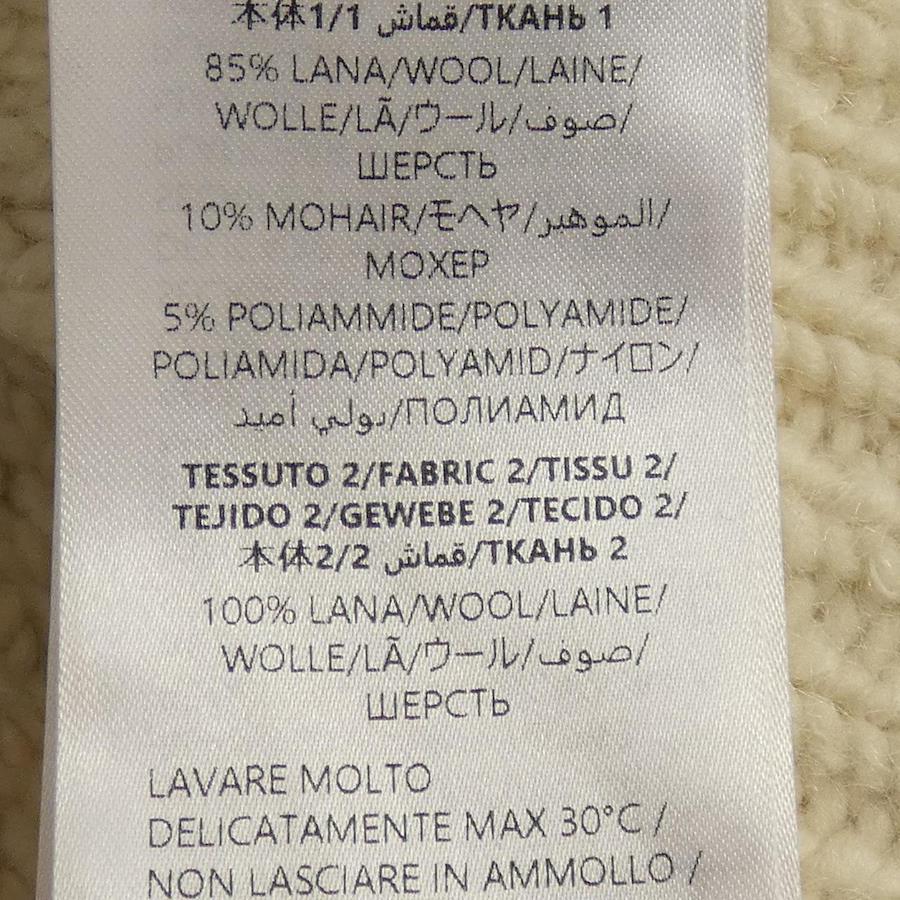 本体1/1 قماش/ТКАНЬ 1
85% LANA/WOOL/LAINE/
WOLLE/LÃ/ウール/صوف/
ШЕРСТЬ
10% MOHAIR/モヘヤ/الموهير/
МОХЕР
5% POLIAMMIDE/POLYAMIDE/
POLIAMIDA/POLYAMID/ナイロン/
بولي أميد/ПОЛИАМИД
TESSUTO 2/FABRIC 2/TISSU 2/
TEJIDO 2/GEWEBE 2/TECIDO 2/
本体2/2 قماش/ТКАНЬ 2
100% LANA/WOOL/LAINE/
WOLLE/LÃ/ウール/صوف/
ШЕРСТЬ
LAVARE MOLTO
DELICATAMENTE MAX 30°C /
NON LASCIARE IN AMMOLLO /